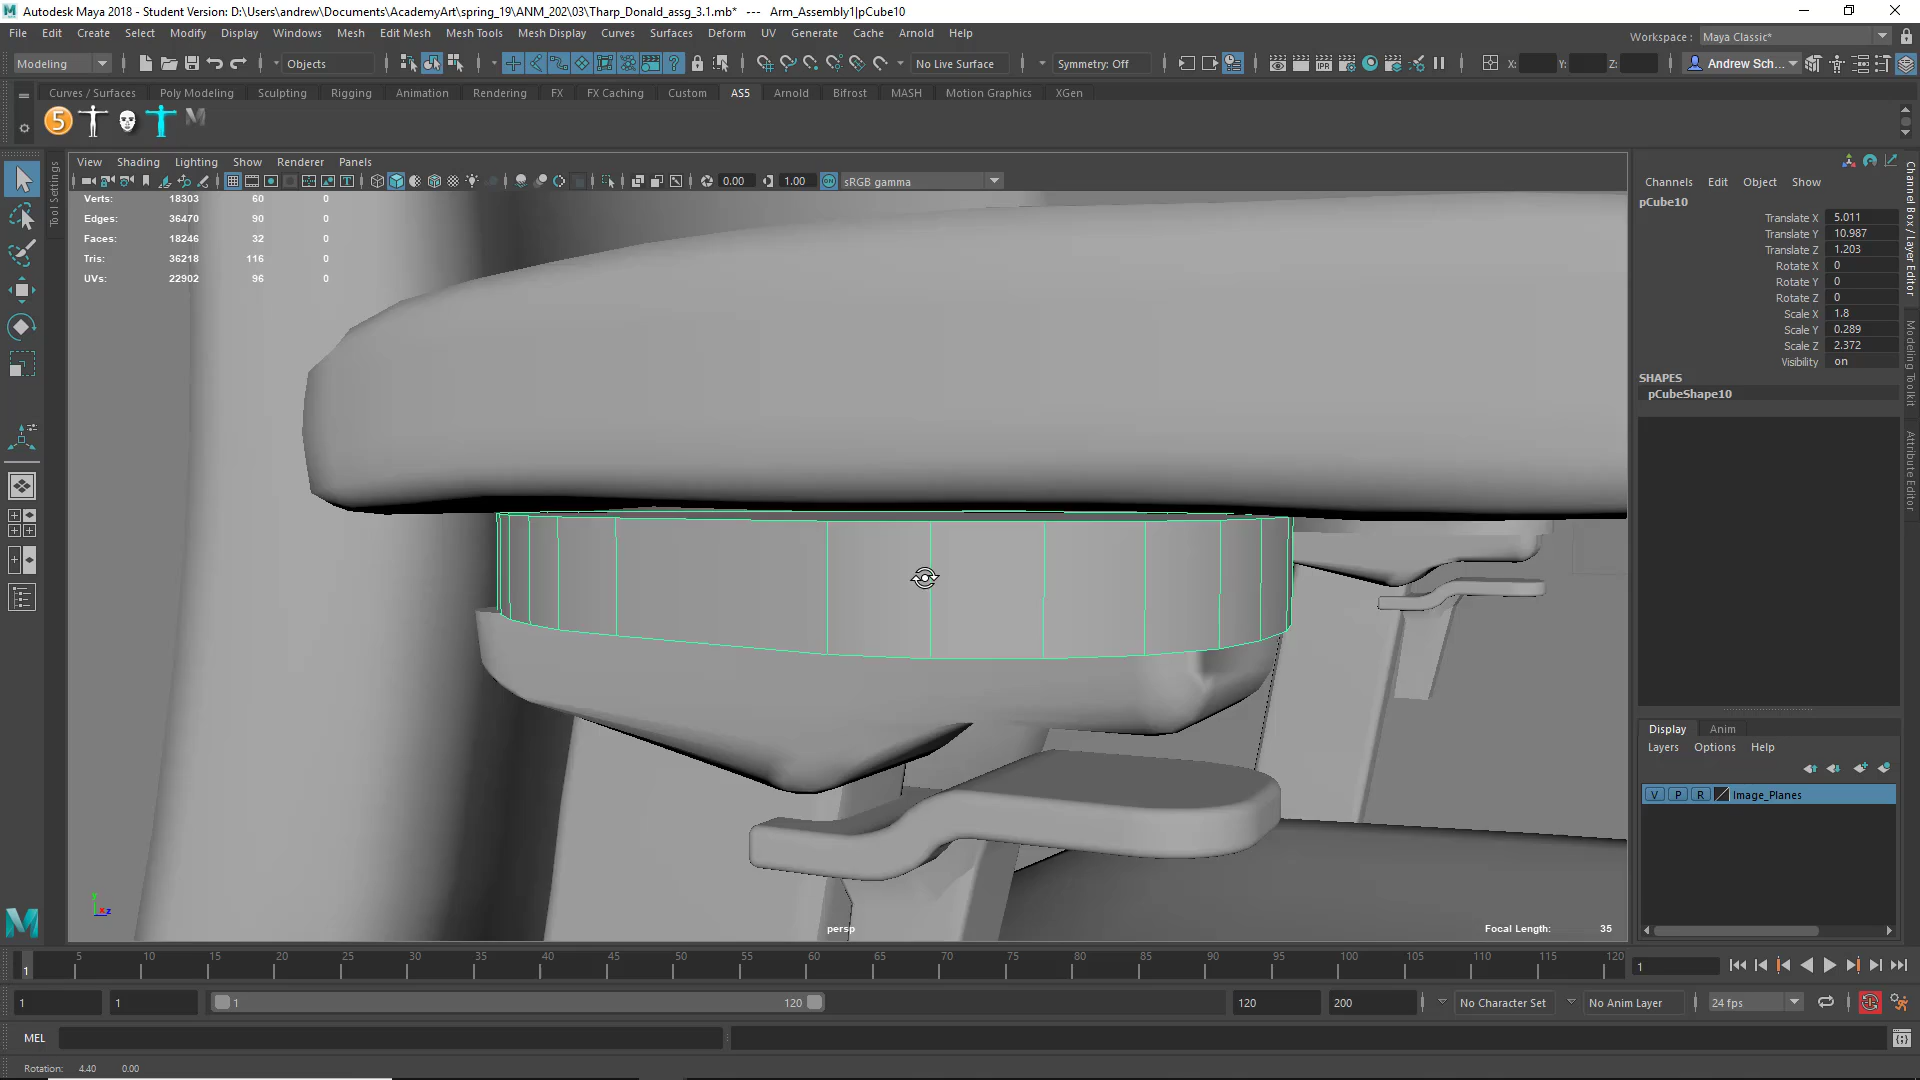 Autodesk Maya 2018 - Student Version: D:\Users\andrew\Documents\AcademyArt\spring_19\ANM_202\03\Tharp_Donald_assg_3.1.mb* --- Arm_Assembly1|pCube10
File Edit Create Select Modify Display Windows Mesh Edit Mesh Mesh Tools Mesh Display Curves Surfaces Deform UV Generate Cache Arnold Help
Workspace : Maya Classic*
Modeling Objects No Live Surface Symmetry: Off X: Y: Z: Andrew Sch...
Curves / Surfaces Poly Modeling Sculpting Rigging Animation Rendering FX FX Caching Custom AS5 Arnold Bifrost MASH Motion Graphics XGen
5
Tool Settings
View Shading Lighting Show Renderer Panels
0.00 1.00 ON sRGB gamma
Verts: 18303 60 0
Edges: 36470 90 0
Faces: 18246 32 0
Tris: 36218 116 0
UVs: 22902 96 0
persp
Focal Length: 35
Channels Edit Object Show
pCube10
Translate X 5.011
Translate Y 10.987
Translate Z 1.203
Rotate X 0
Rotate Y 0
Rotate Z 0
Scale X 1.8
Scale Y 0.289
Scale Z 2.372
Visibility on
SHAPES
pCubeShape10
Channel Box / Layer Editor
Modeling Toolkit
Attribute Editor
Display Anim
Layers Options Help
V P R Image_Planes
1 5 10 15 20 25 30 35 40 45 50 55 60 65 70 75 80 85 90 95 100 105 110 115 120
1
1 1 1 120 120 200 No Character Set No Anim Layer 24 fps
MEL
Rotation: 4.40 0.00